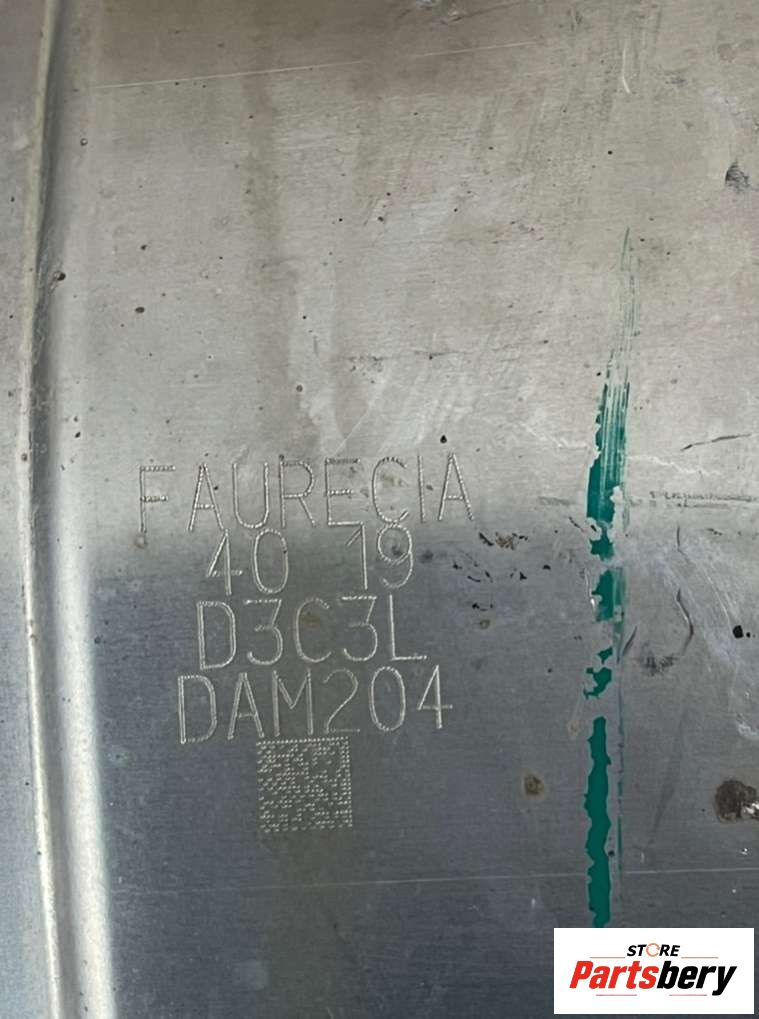 FAURECIA
40 19
D3C3L
DAM204
STORE
Partsbery